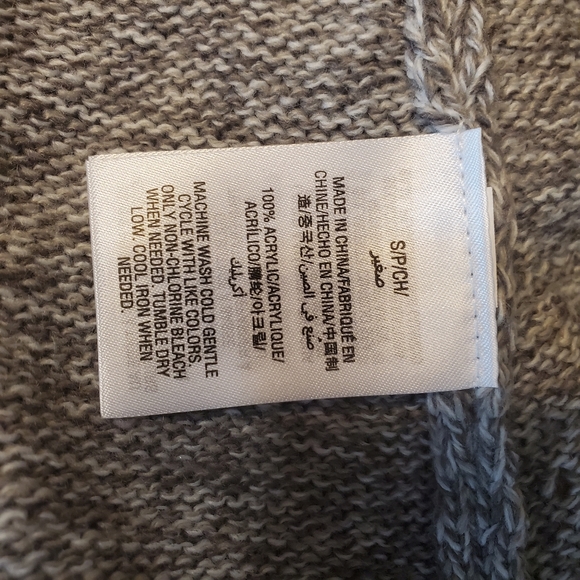 S/P/CH/
صغير
MADE IN CHINA/FABRIQUÉ EN
CHINE/HECHO EN CHINA/中国制
造/중국산/صنع في الصين
100% ACRYLIC/ACRYLIQUE/
ACRÍLICO/腈纶/아크릴/
أكريليك
MACHINE WASH COLD GENTLE
CYCLE WITH LIKE COLORS.
ONLY NON-CHLORINE BLEACH
WHEN NEEDED. TUMBLE DRY
LOW. COOL IRON WHEN
NEEDED.